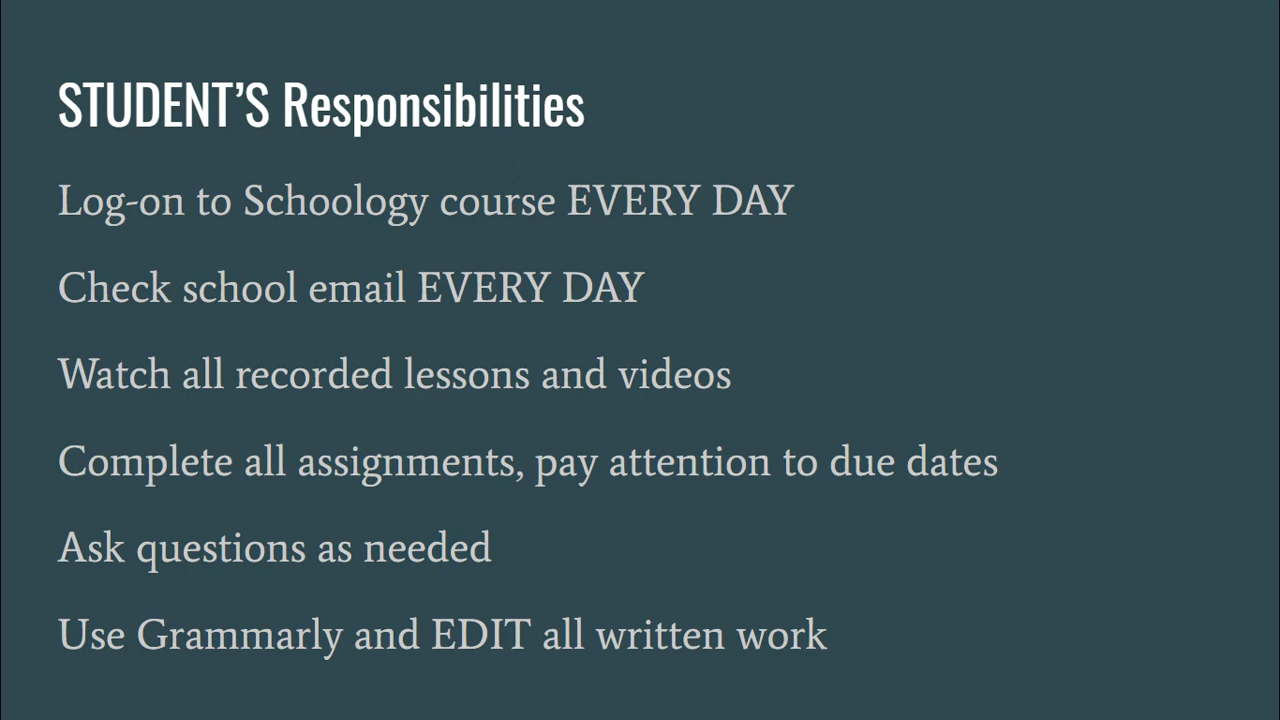 STUDENT’S Responsibilities
Log-on to Schoology course EVERY DAY
Check school email EVERY DAY
Watch all recorded lessons and videos
Complete all assignments, pay attention to due dates
Ask questions as needed
Use Grammarly and EDIT all written work